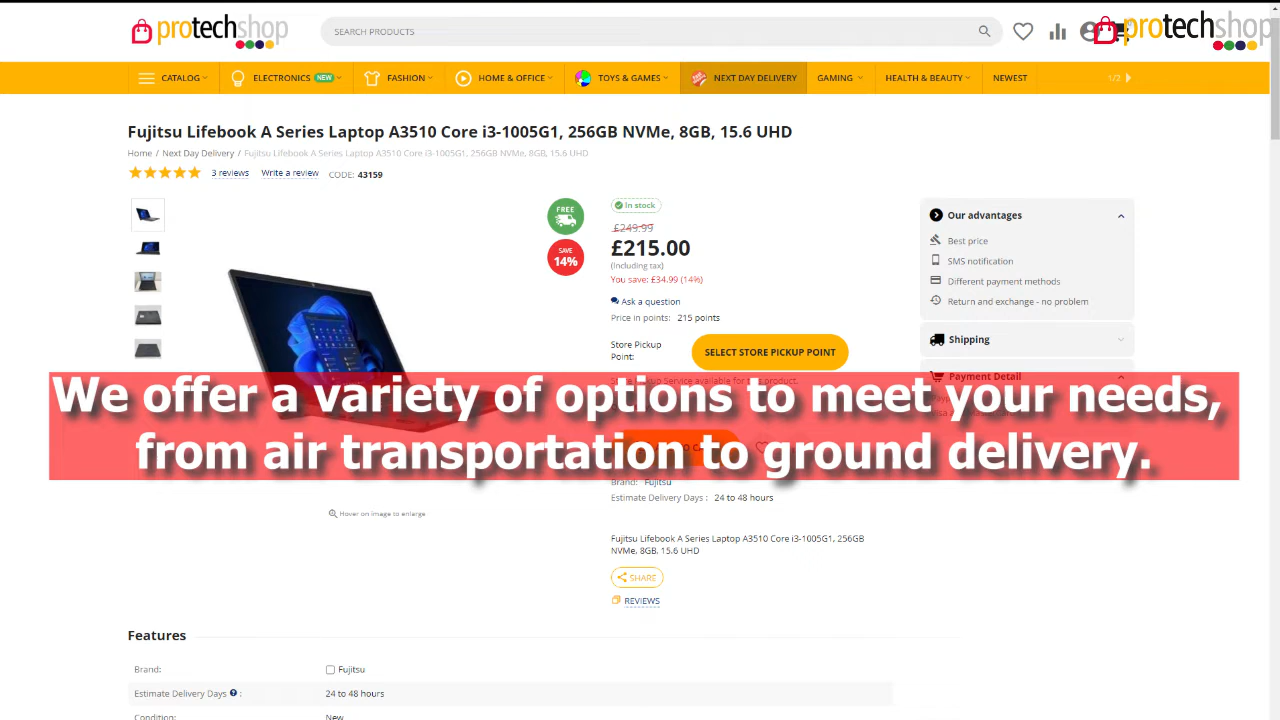 protechshop
SEARCH PRODUCTS
protechshop
CATALOG
ELECTRONICS NEW
FASHION
HOME & OFFICE
TOYS & GAMES
NEXT DAY DELIVERY
GAMING
HEALTH & BEAUTY
NEWEST
1/2
Fujitsu Lifebook A Series Laptop A3510 Core i3-1005G1, 256GB NVMe, 8GB, 15.6 UHD
Home / Next Day Delivery / Fujitsu Lifebook A Series Laptop A3510 Core i3-1005G1, 256GB NVMe, 8GB, 15.6 UHD
3 reviews Write a review CODE: 43159
FREE
SAVE
14%
In stock
£249.99
£215.00
(Including tax)
You save: £34.99 (14%)
Ask a question
Price in points: 215 points
Store Pickup
Point:
SELECT STORE PICKUP POINT
Our advantages
Best price
SMS notification
Different payment methods
Return and exchange - no problem
Shipping
Payment Detail
We offer a variety of options to meet your needs,
from air transportation to ground delivery.
Brand: Fujitsu
Estimate Delivery Days : 24 to 48 hours
Hover on image to enlarge
Fujitsu Lifebook A Series Laptop A3510 Core i3-1005G1, 256GB
NVMe, 8GB, 15.6 UHD
SHARE
REVIEWS
Features
Brand: Fujitsu
Estimate Delivery Days ? : 24 to 48 hours
Condition: New